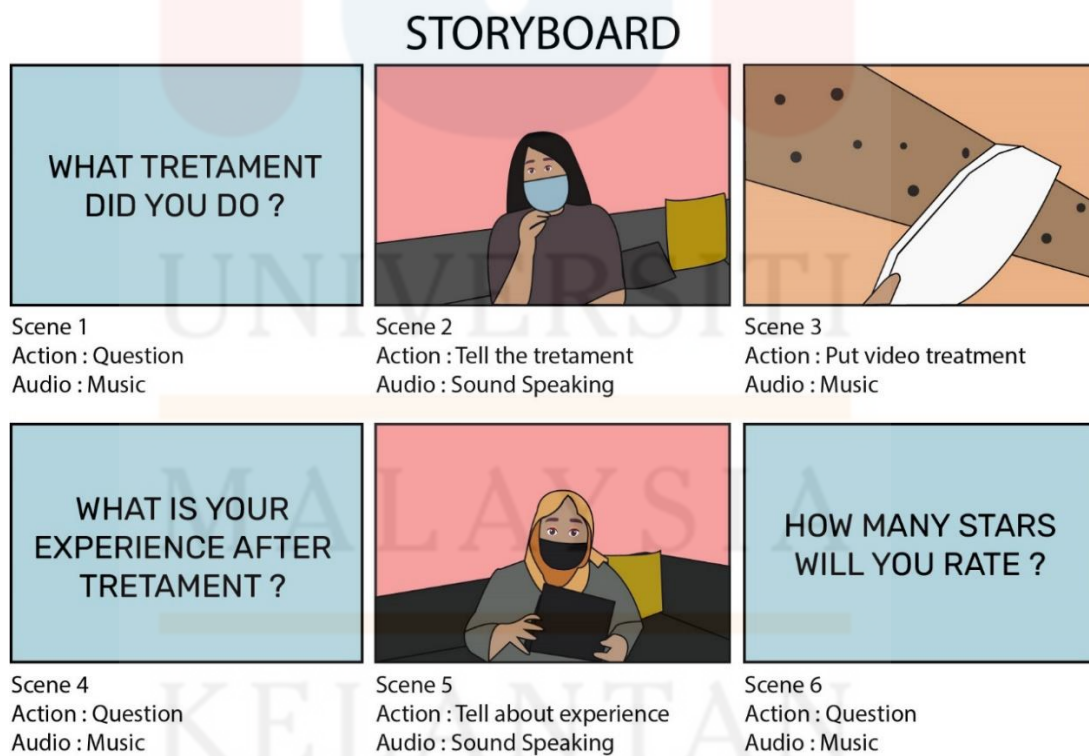 STORYBOARD
WHAT TRETAMENT
DID YOU DO ?
Scene 1
Action : Question
Audio : Music
Scene 2
Action : Tell the tretament
Audio : Sound Speaking
Scene 3
Action : Put video treatment
Audio : Music
WHAT IS YOUR
EXPERIENCE AFTER
TRETAMENT ?
Scene 4
Action : Question
Audio : Music
Scene 5
Action : Tell about experience
Audio : Sound Speaking
HOW MANY STARS
WILL YOU RATE ?
Scene 6
Action : Question
Audio : Music
UNIVERSITI
MALAYSIA
KELANTAN